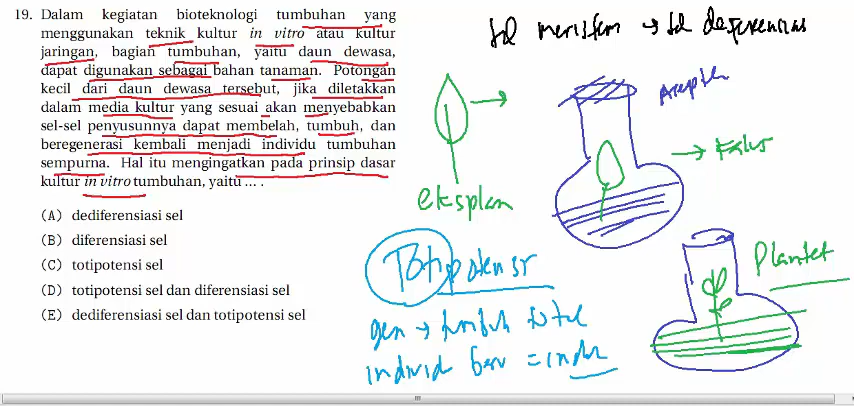 19. Dalam kegiatan bioteknologi tumbuhan yang
menggunakan teknik kultur in vitro atau kultur
jaringan, bagian tumbuhan, yaitu daun dewasa,
dapat digunakan sebagai bahan tanaman. Potongan
kecil dari daun dewasa tersebut, jika diletakkan
dalam media kultur yang sesuai akan menyebabkan
sel-sel penyusunnya dapat membelah, tumbuh, dan
beregenerasi kembali menjadi individu tumbuhan
sempurna. Hal itu mengingatkan pada prinsip dasar
kultur in vitro tumbuhan, yaitu ... .
(A) dediferensiasi sel
(B) diferensiasi sel
(C) totipotensi sel
(D) totipotensi sel dan diferensiasi sel
(E) dediferensiasi sel dan totipotensi sel
sel meristem → sel
eksplan
→ kalus
Plantlet
Totipotensi
gen → tumbuh total
individu baru =